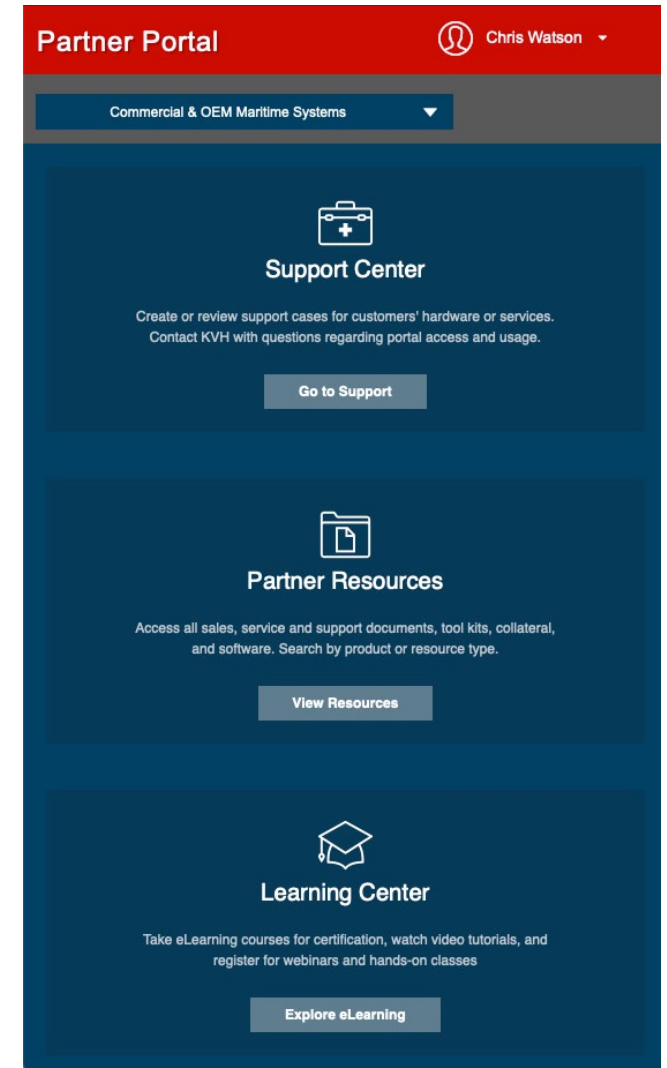 Partner Portal
Chris Watson
Commercial & OEM Maritime Systems
Support Center
Create or review support cases for customers' hardware or services.
Contact KVH with questions regarding portal access and usage.
Go to Support
Partner Resources
Access all sales, service and support documents, tool kits, collateral,
and software. Search by product or resource type.
View Resources
Learning Center
Take eLearning courses for certification, watch video tutorials, and
register for webinars and hands-on classes
Explore eLearning